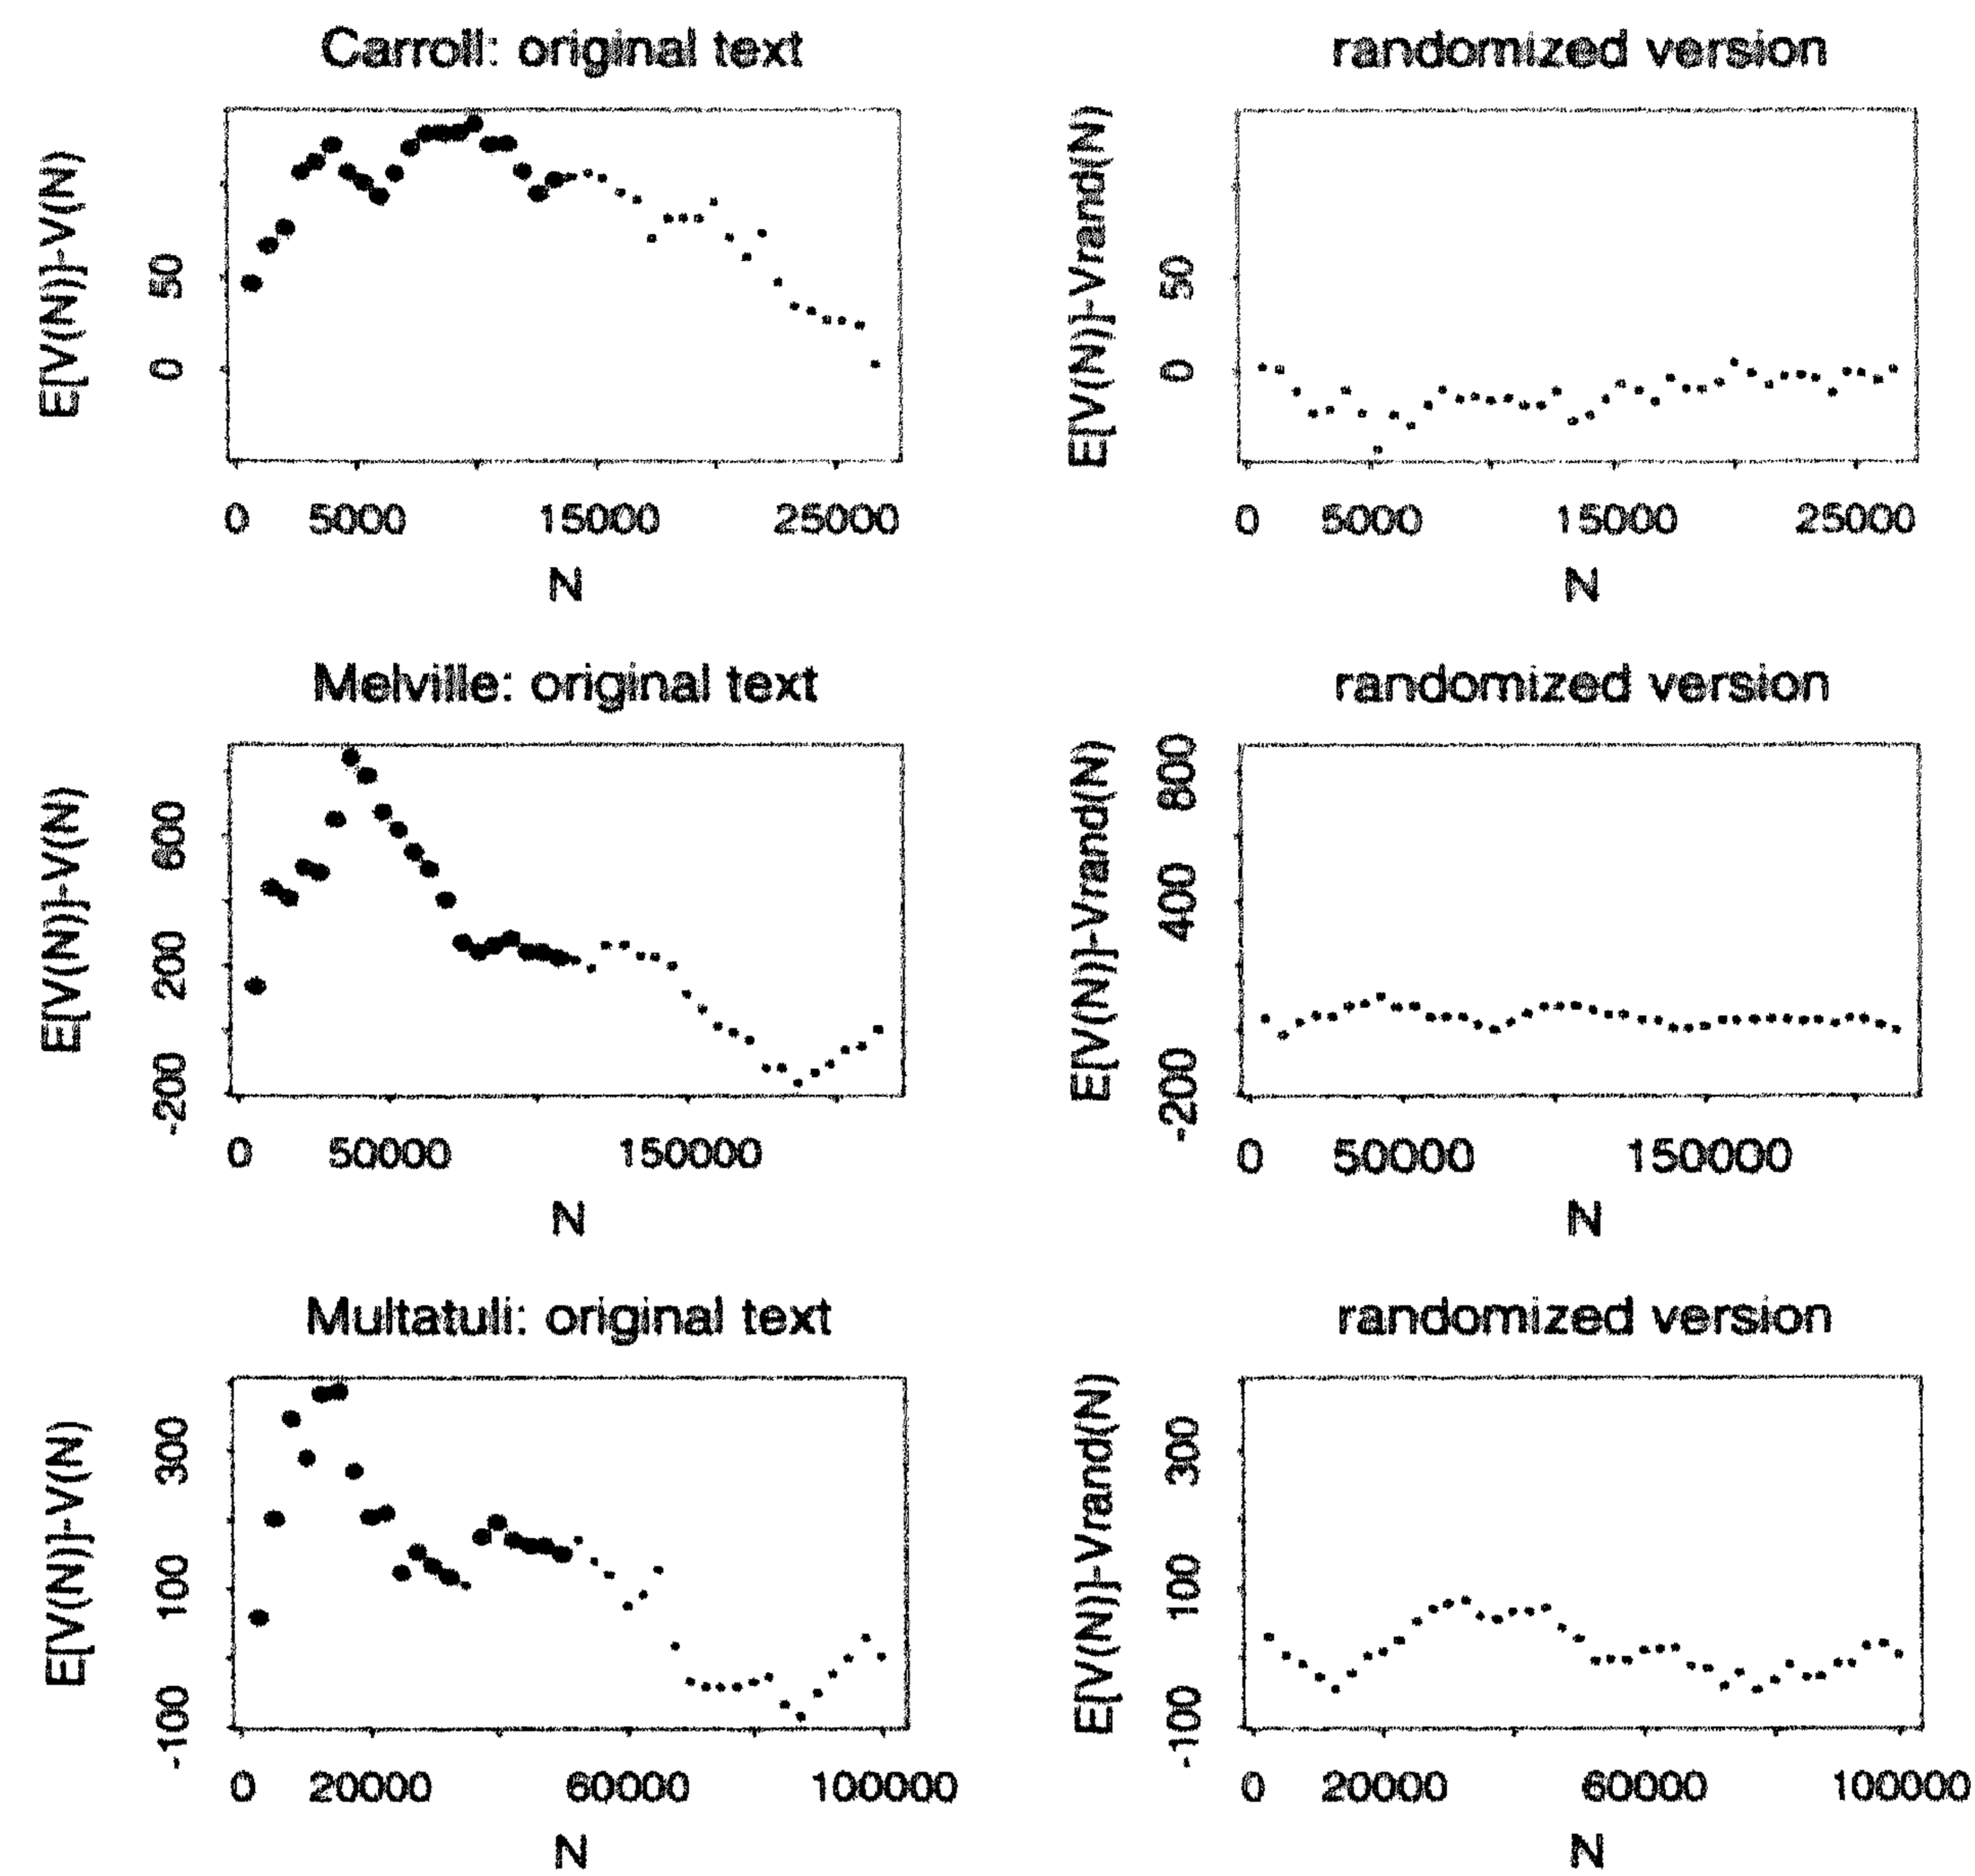 Carroll: original text
E[V(N)]-V(N)
50
0
0 5000 15000 25000
N
randomized version
E[V(N)]-Vrand(N)
50
0
0 5000 15000 25000
N
Melville: original text
E[V(N)]-V(N)
600
200
-200
0 50000 150000
N
randomized version
E[V(N)]-Vrand(N)
800
400
-200
0 50000 150000
N
Multatuli: original text
E[V(N)]-V(N)
300
100
-100
0 20000 60000 100000
N
randomized version
E[V(N)]-Vrand(N)
300
100
-100
0 20000 60000 100000
N